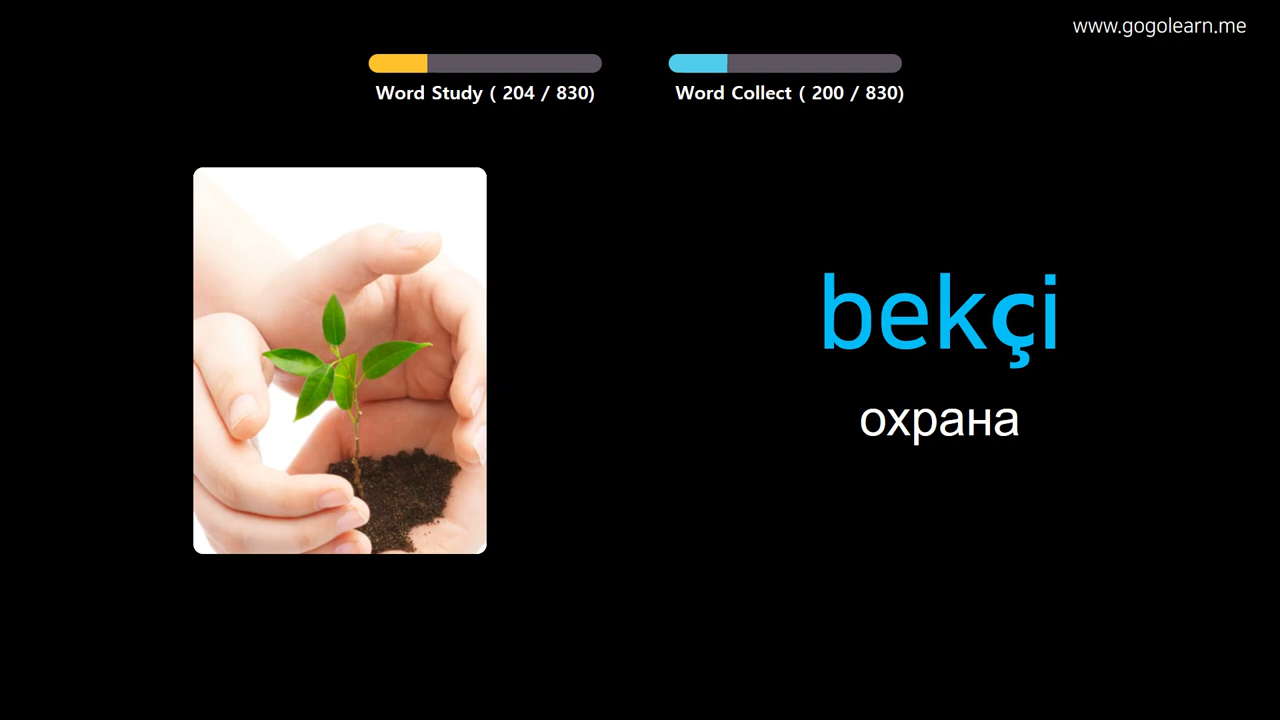 www.gogolearn.me
Word Study ( 204 / 830)
Word Collect ( 200 / 830)
bekçi
охрана